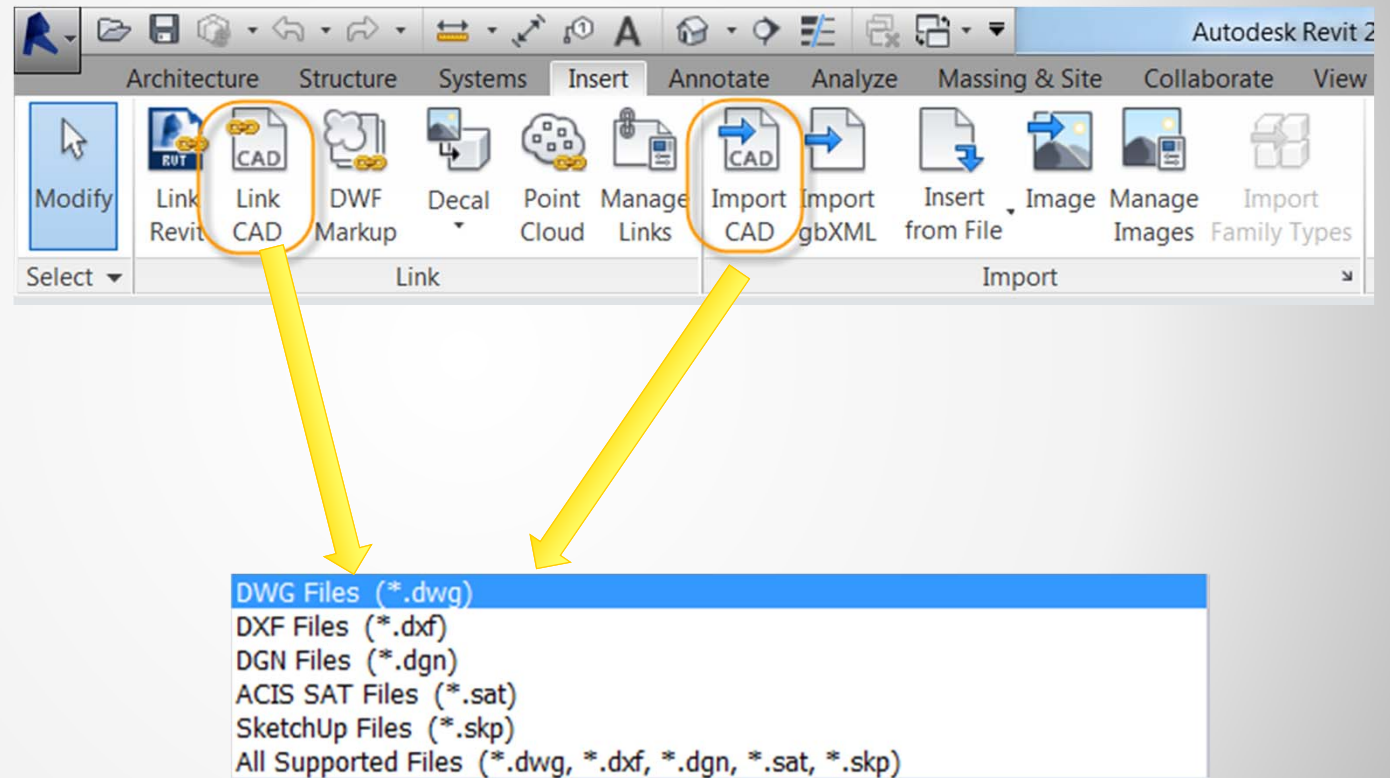 Autodesk Revit 2
Architecture Structure Systems Insert Annotate Analyze Massing & Site Collaborate View
RVT CAD CAD
Modify Link Link DWF Decal Point Manage Import Import Insert Image Manage Import
Revit CAD Markup Cloud Links CAD gbXML from File Images Family Types
Select Link Import
DWG Files (*.dwg)
DXF Files (*.dxf)
DGN Files (*.dgn)
ACIS SAT Files (*.sat)
SketchUp Files (*.skp)
All Supported Files (*.dwg, *.dxf, *.dgn, *.sat, *.skp)